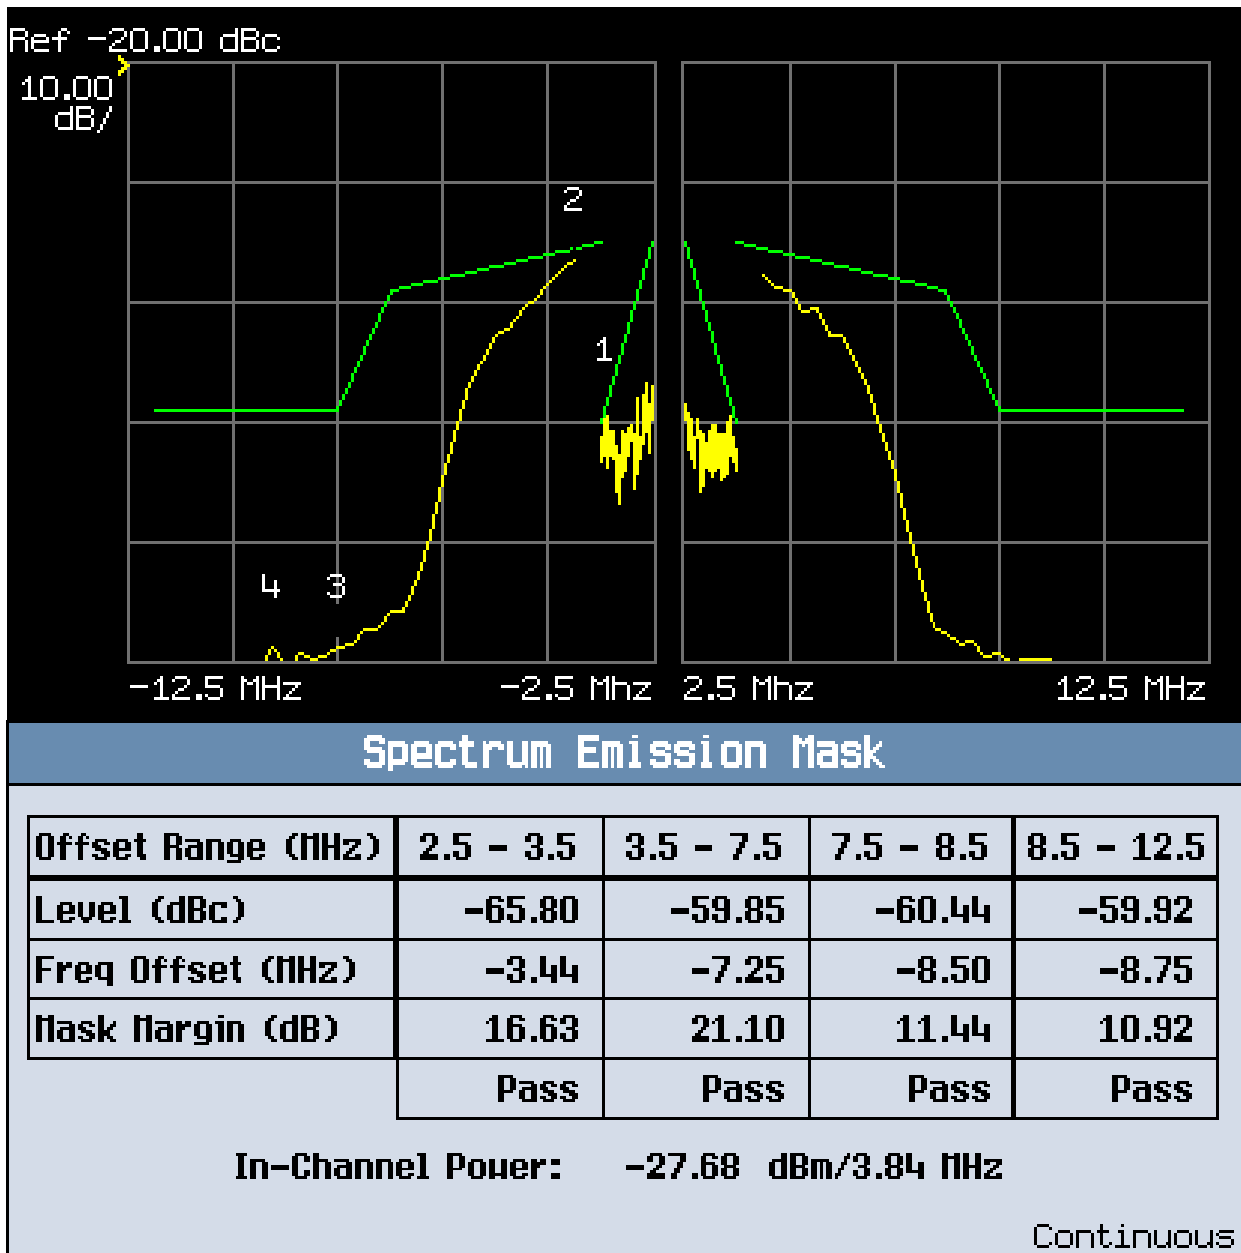 Ref -20.00 dBc
10.00
dB/
2
1
4 3
-12.5 MHz -2.5 Mhz 2.5 Mhz 12.5 MHz
Spectrum Emission Mask
Offset Range (MHz) 2.5 - 3.5 3.5 - 7.5 7.5 - 8.5 8.5 - 12.5
Level (dBc) -65.80 -59.85 -60.44 -59.92
Freq Offset (MHz) -3.44 -7.25 -8.50 -8.75
Mask Margin (dB) 16.63 21.10 11.44 10.92
Pass Pass Pass Pass
In-Channel Power: -27.68 dBm/3.84 MHz
Continuous